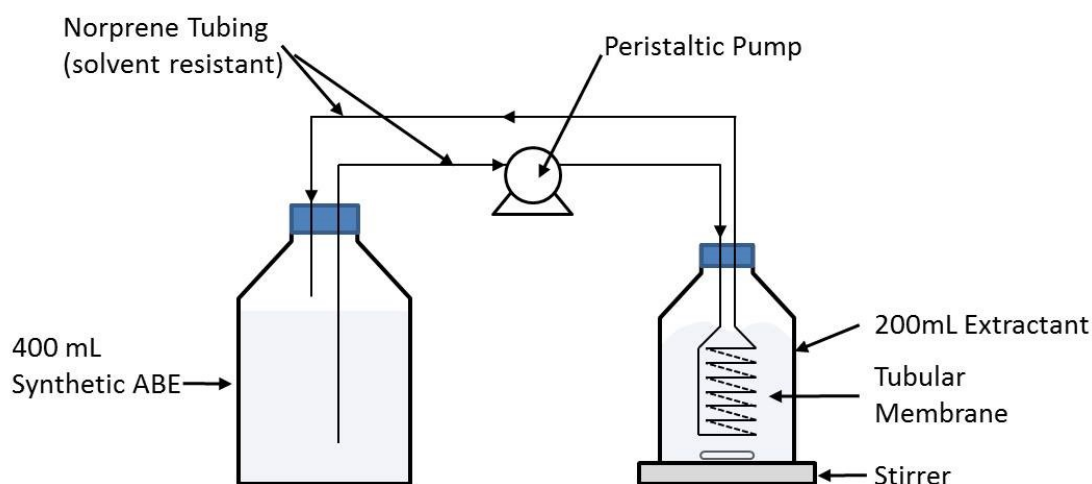 Norprene Tubing
(solvent resistant)
Peristaltic Pump
400 mL
Synthetic ABE
200mL Extractant
Tubular
Membrane
Stirrer